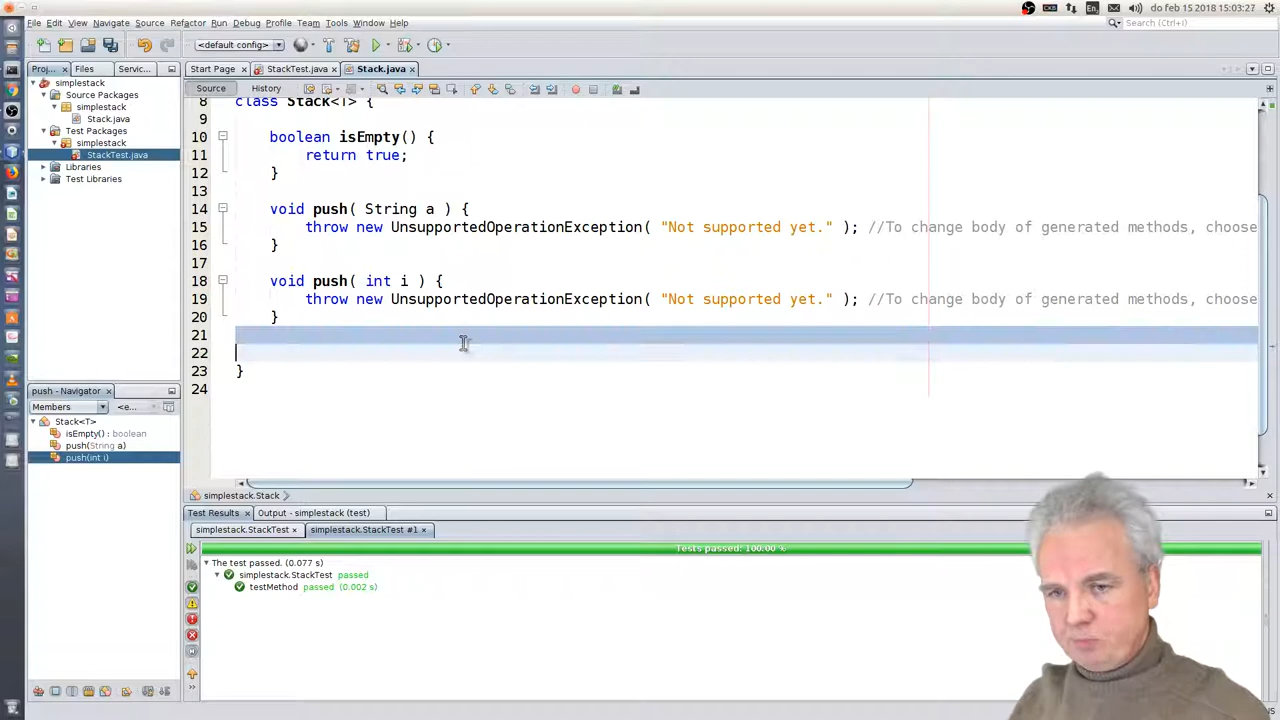 do feb 15 2018 15:03:27
File Edit View Navigate Source Refactor Run Debug Profile Team Tools Window Help
Search (Ctrl+I)
<default config>
Proj... Files Servic...
Start Page StackTest.java Stack.java
Source History
simplestack
Source Packages
simplestack
Stack.java
Test Packages
simplestack
StackTest.java
Libraries
Test Libraries
8 class Stack<T> {
9
10 boolean isEmpty() {
11 return true;
12 }
13
14 void push( String a ) {
15 throw new UnsupportedOperationException( "Not supported yet." ); //To change body of generated methods, choose
16 }
17
18 void push( int i ) {
19 throw new UnsupportedOperationException( "Not supported yet." ); //To change body of generated methods, choose
20 }
21
22
23 }
24
push - Navigator
Members <e...
Stack<T>
isEmpty() : boolean
push(String a)
push(int i)
simplestack.Stack
Test Results Output - simplestack (test)
simplestack.StackTest simplestack.StackTest #1
Tests passed: 100.00 %
The test passed. (0.077 s)
simplestack.StackTest passed
testMethod passed (0.002 s)